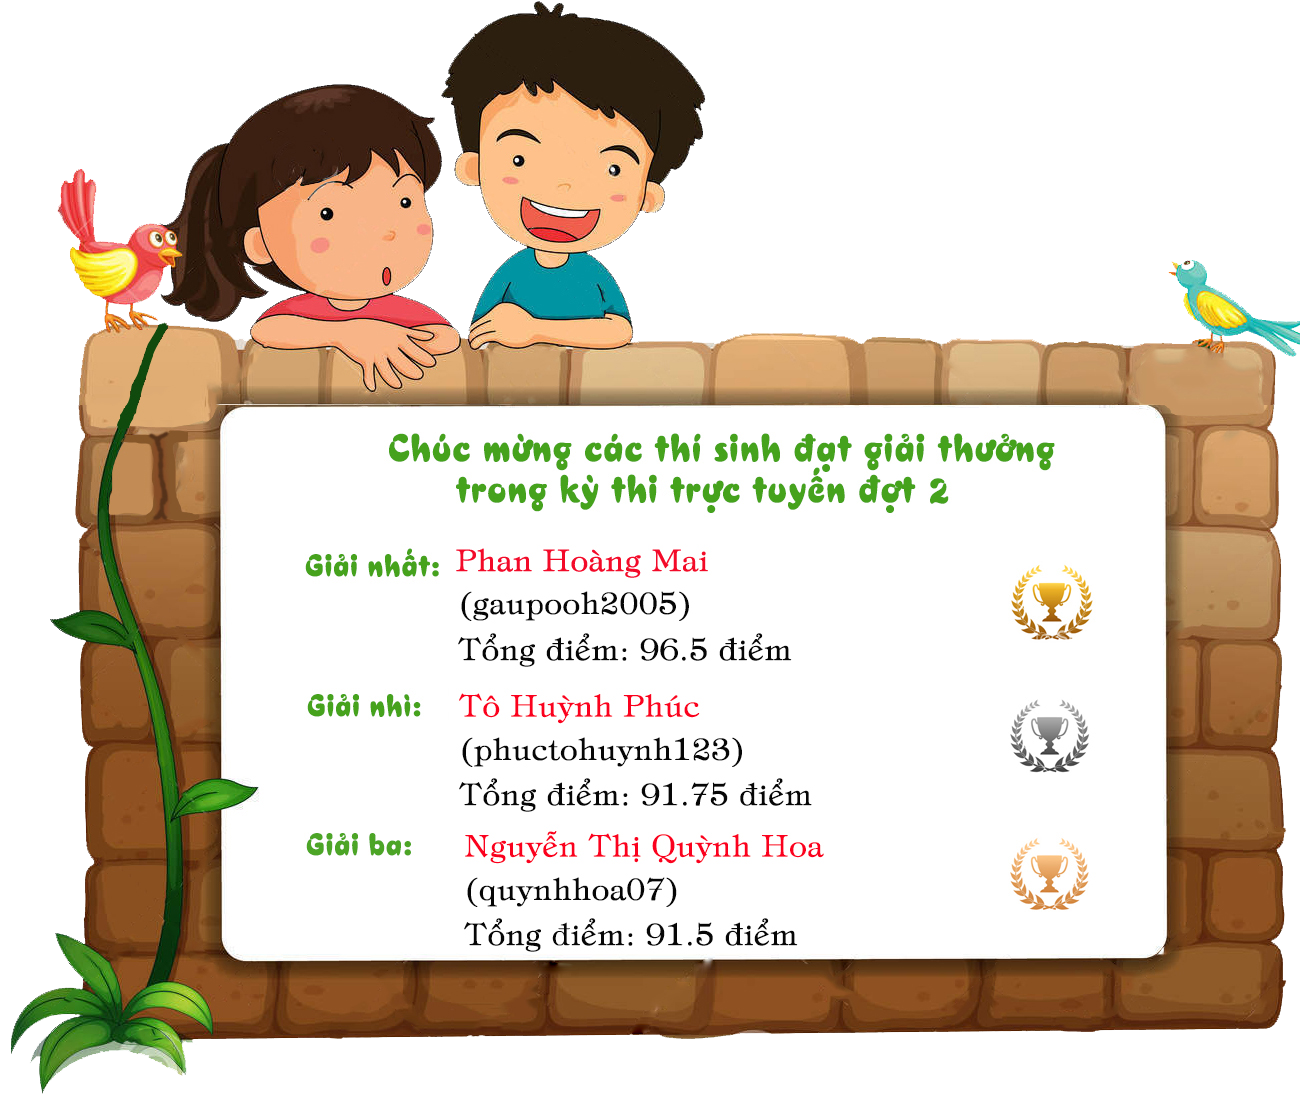 Chúc mừng các thí sinh đạt giải thưởng
trong kỳ thi trực tuyến đợt 2
Giải nhất: Phan Hoàng Mai
(gaupooh2005)
Tổng điểm: 96.5 điểm
Giải nhì: Tô Huỳnh Phúc
(phuctohuynh123)
Tổng điểm: 91.75 điểm
Giải ba: Nguyễn Thị Quỳnh Hoa
(quynhhoa07)
Tổng điểm: 91.5 điểm